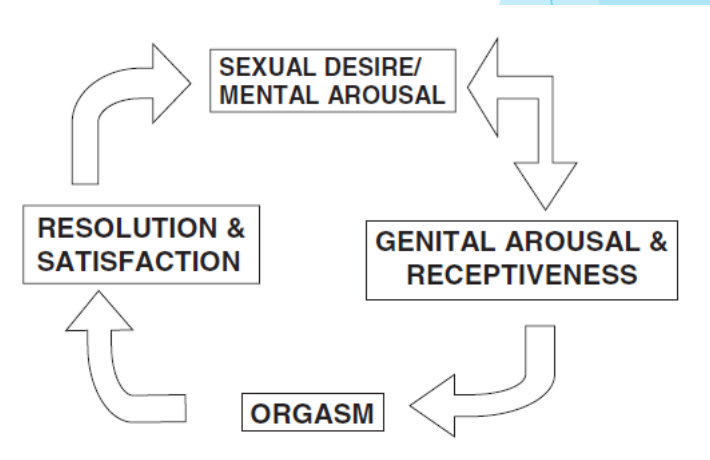 SEXUAL DESIRE/
MENTAL AROUSAL
GENITAL AROUSAL &
RECEPTIVENESS
ORGASM
RESOLUTION &
SATISFACTION